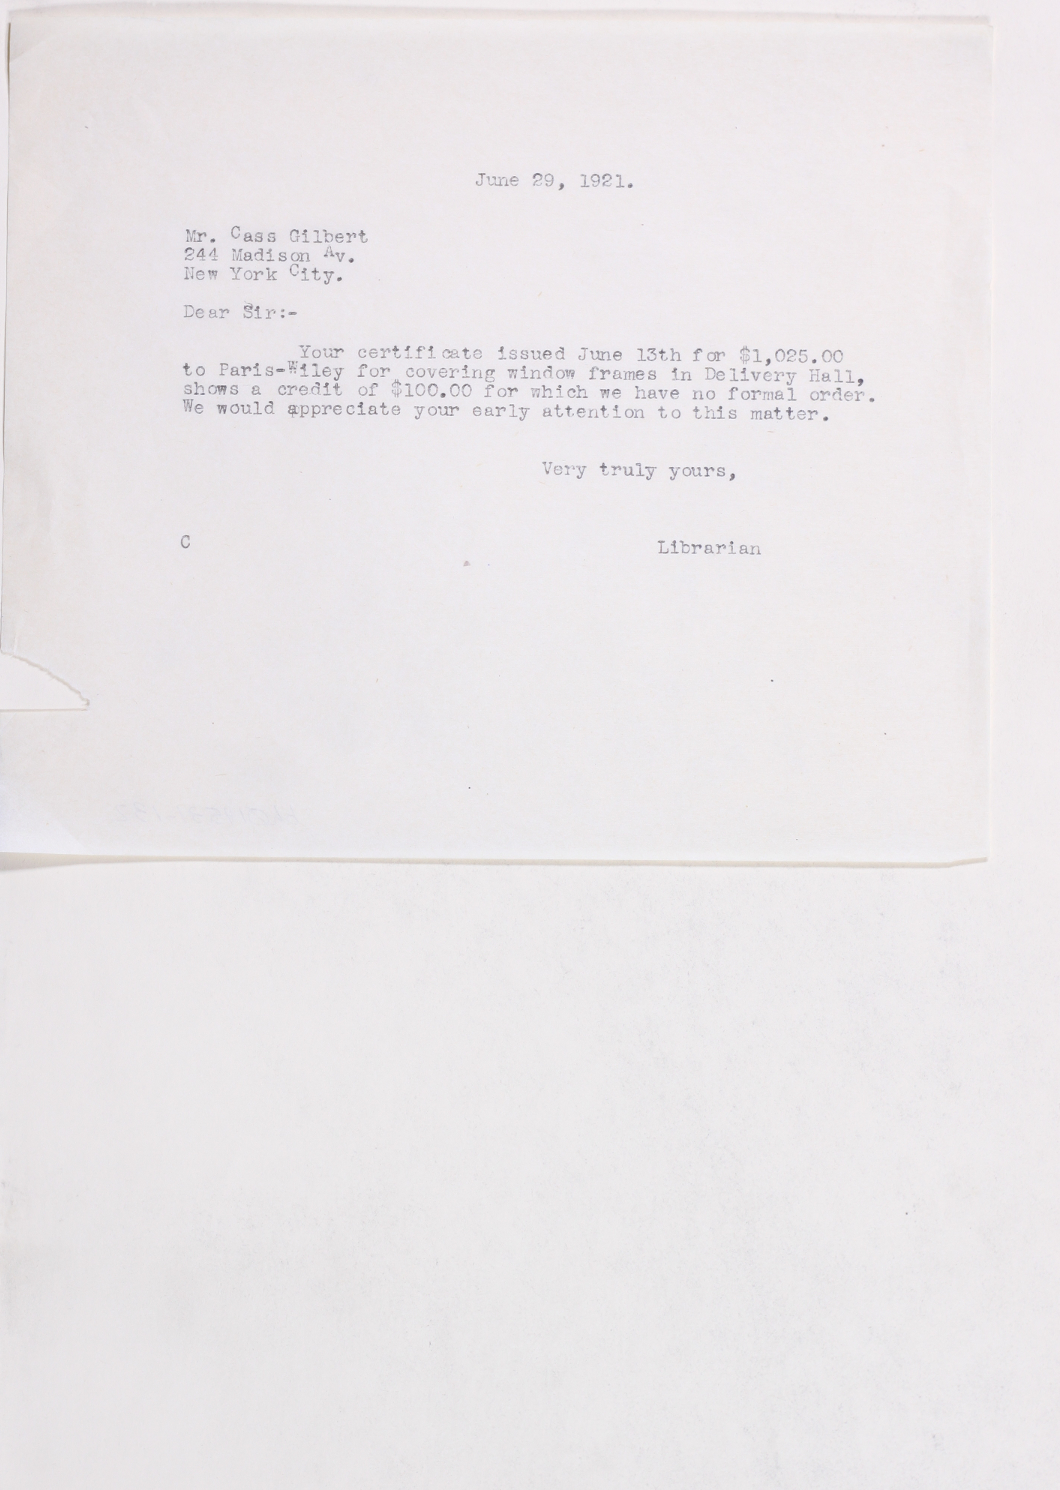 June 29, 1921.
Mr. Cass Gilbert
244 Madison Av.
New York City.
Dear Sir:-
Your certificate issued June 13th for $1,025.00
to Paris-Wiley for covering window frames in Delivery Hall,
shows a credit of $100.00 for which we have no formal order.
We would appreciate your early attention to this matter.
Very truly yours,
C
Librarian